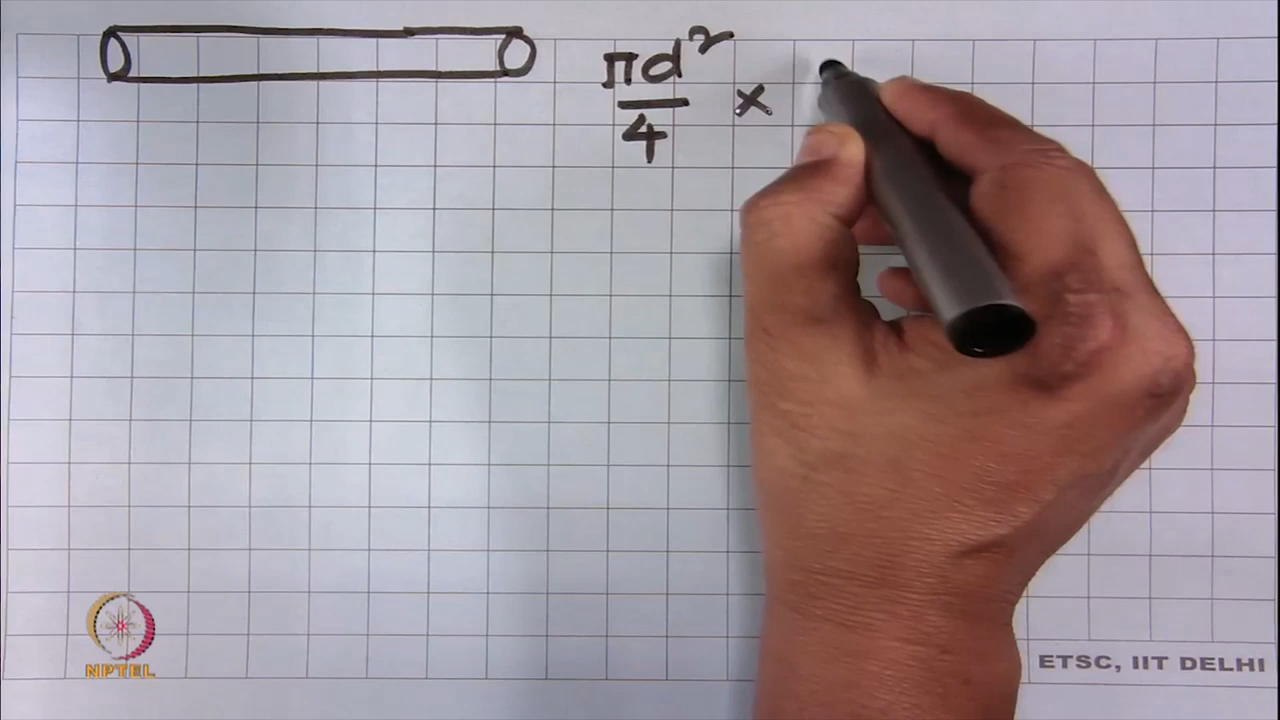 πd²/4 ×
NPTEL
ETSC, IIT DELHI